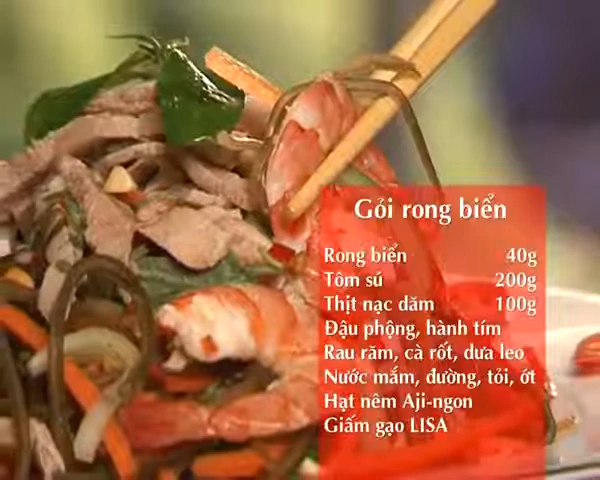 Gỏi rong biển
Rong biển 40g
Tôm sú 200g
Thịt nạc dăm 100g
Đậu phộng, hành tím
Rau răm, cà rốt, dưa leo
Nước mắm, đường, tỏi, ớt
Hạt nêm Aji-ngon
Giấm gạo LISA